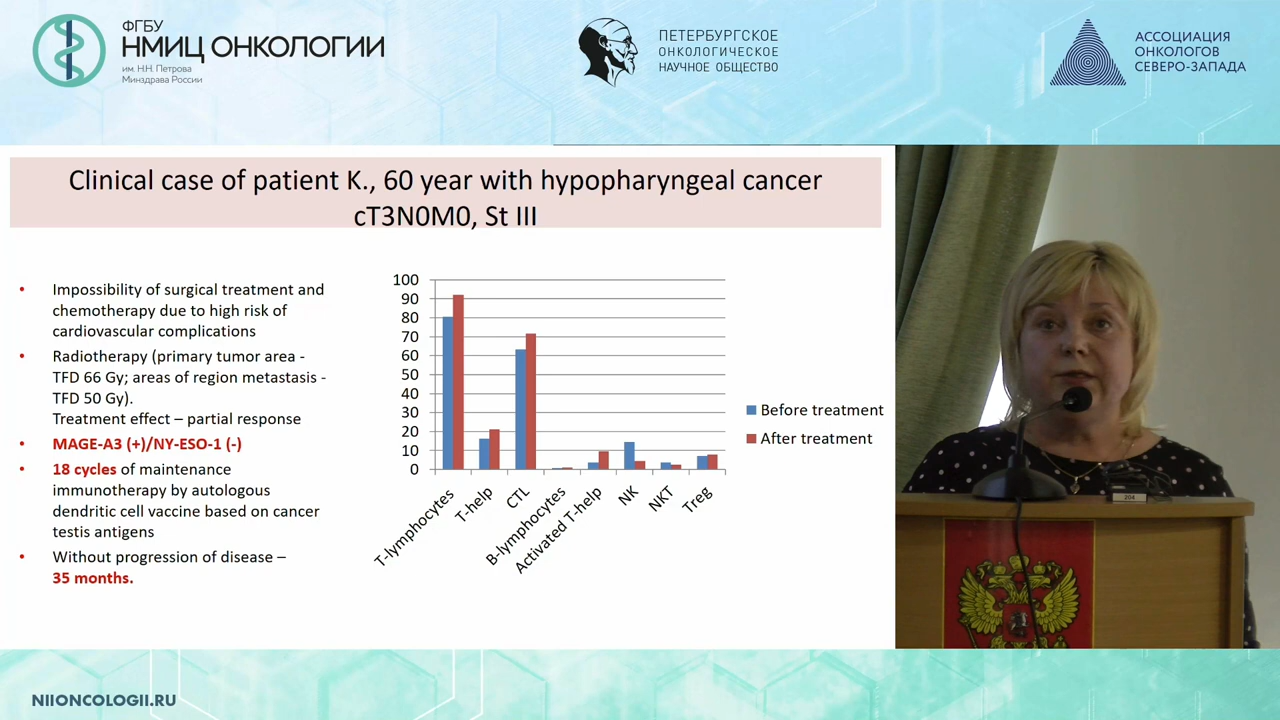 ФГБУ
НМИЦ ОНКОЛОГИИ
им. Н.Н. Петрова
Минздрава России
ПЕТЕРБУРГСКОЕ
ОНКОЛОГИЧЕСКОЕ
НАУЧНОЕ ОБЩЕСТВО
АССОЦИАЦИЯ
ОНКОЛОГОВ
СЕВЕРО-ЗАПАДА
Clinical case of patient K., 60 year with hypopharyngeal cancer
cT3N0M0, St III
• Impossibility of surgical treatment and
chemotherapy due to high risk of
cardiovascular complications
• Radiotherapy (primary tumor area -
TFD 66 Gy; areas of region metastasis -
TFD 50 Gy).
Treatment effect – partial response
• MAGE-A3 (+)/NY-ESO-1 (-)
• 18 cycles of maintenance
immunotherapy by autologous
dendritic cell vaccine based on cancer
testis antigens
• Without progression of disease –
35 months.
100
90
80
70
60
50
40
30
20
10
0
T-lymphocytes
T-help
CTL
B-lymphocytes
Activated T-help
NK
NKT
Treg
Before treatment
After treatment
204
NIIONCOLOGII.RU